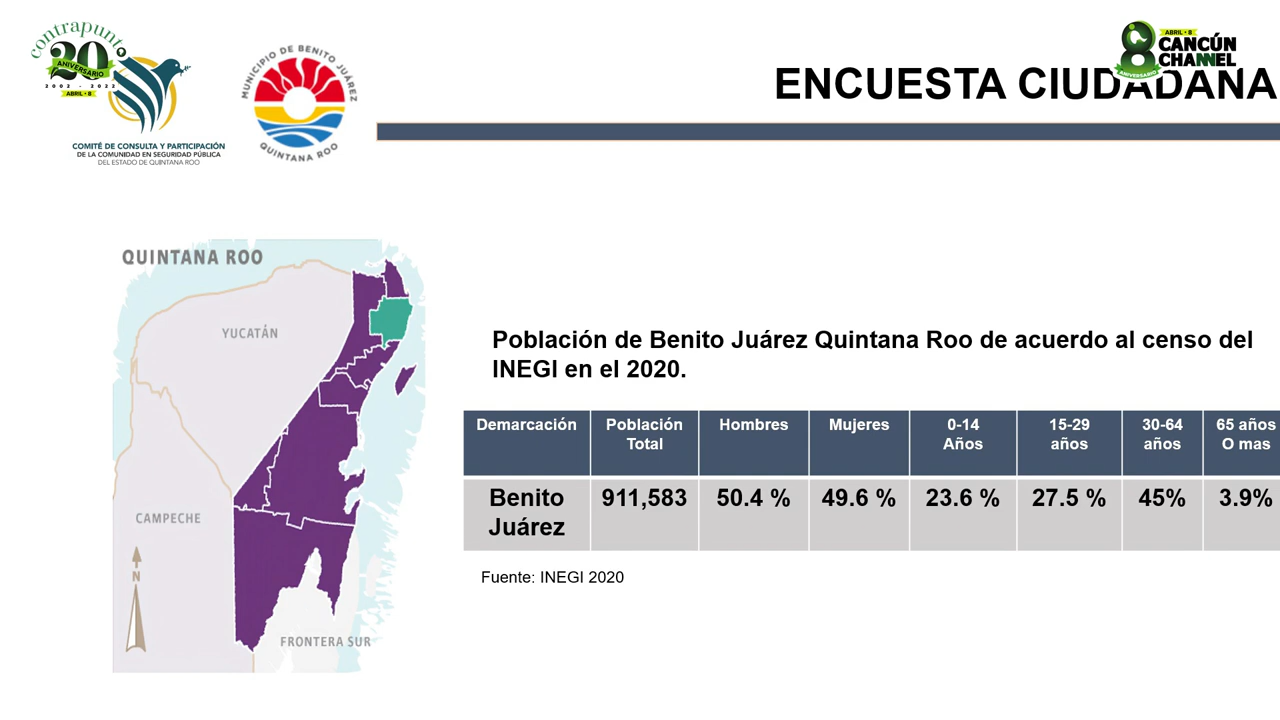 contrapunto
20
ANIVERSARIO
2002 - 2022
ABRIL • 8
COMITÉ DE CONSULTA Y PARTICIPACIÓN
DE LA COMUNIDAD EN SEGURIDAD PÚBLICA
DEL ESTADO DE QUINTANA ROO
MUNICIPIO DE BENITO JUÁREZ
QUINTANA ROO
8
ABRIL - 8
CANCÚN
CHANNEL
ANIVERSARIO
ENCUESTA CIUDADANA
QUINTANA ROO
YUCATÁN
CAMPECHE
N
FRONTERA SUR
Población de Benito Juárez Quintana Roo de acuerdo al censo del
INEGI en el 2020.
Demarcación Población Hombres Mujeres 0-14 15-29 30-64 65 años
Total Años años años O mas
Benito 911,583 50.4 % 49.6 % 23.6 % 27.5 % 45% 3.9%
Juárez
Fuente: INEGI 2020